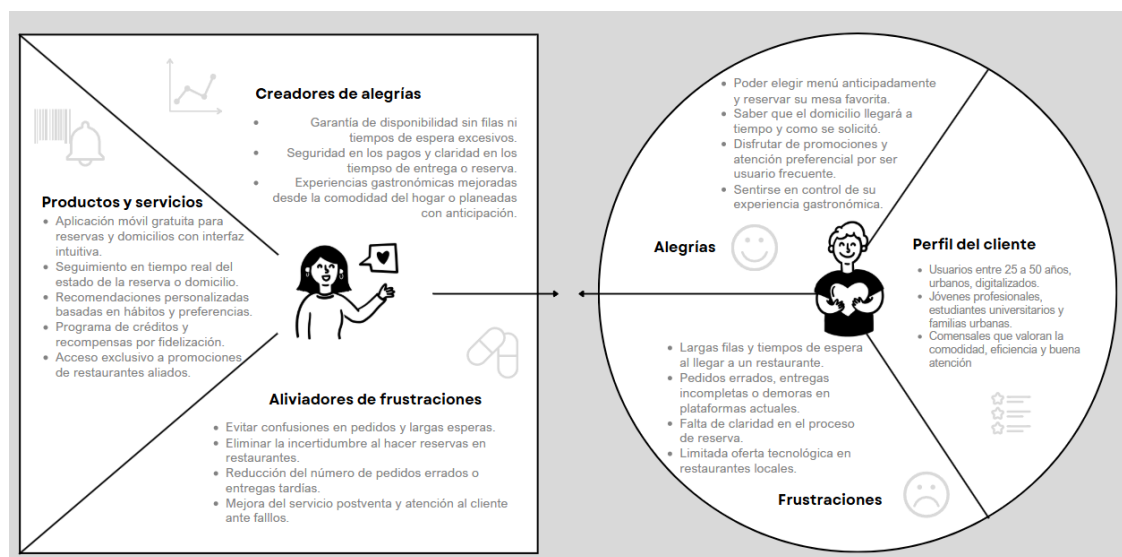 Creadores de alegrías
• Garantía de disponibilidad sin filas ni
tiempos de espera excesivos.
• Seguridad en los pagos y claridad en los
tiempso de entrega o reserva.
• Experiencias gastronómicas mejoradas
desde la comodidad del hogar o planeadas
con anticipación.
Productos y servicios
• Aplicación móvil gratuita para
reservas y domicilios con interfaz
intuitiva.
• Seguimiento en tiempo real del
estado de la reserva o domicilio.
• Recomendaciones personalizadas
basadas en hábitos y preferencias.
• Programa de créditos y
recompensas por fidelización.
• Acceso exclusivo a promociones
de restaurantes aliados.
Aliviadores de frustraciones
• Evitar confusiones en pedidos y largas esperas.
• Eliminar la incertidumbre al hacer reservas en
restaurantes.
• Reducción del número de pedidos errados o
entregas tardías.
• Mejora del servicio postventa y atención al cliente
ante falllos.
• Poder elegir menú anticipadamente
y reservar su mesa favorita.
• Saber que el domicilio llegará a
tiempo y como se solicitó.
• Disfrutar de promociones y
atención preferencial por ser
usuario frecuente.
• Sentirse en control de su
experiencia gastronómica.
Alegrías
Perfil del cliente
• Usuarios entre 25 a 50 años,
urbanos, digitalizados.
• Jóvenes profesionales,
estudiantes universitarios y
familias urbanas.
• Comensales que valoran la
comodidad, eficiencia y buena
atención
• Largas filas y tiempos de espera
al llegar a un restaurante.
• Pedidos errados, entregas
incompletas o demoras en
plataformas actuales.
• Falta de claridad en el proceso
de reserva.
• Limitada oferta tecnológica en
restaurantes locales.
Frustraciones